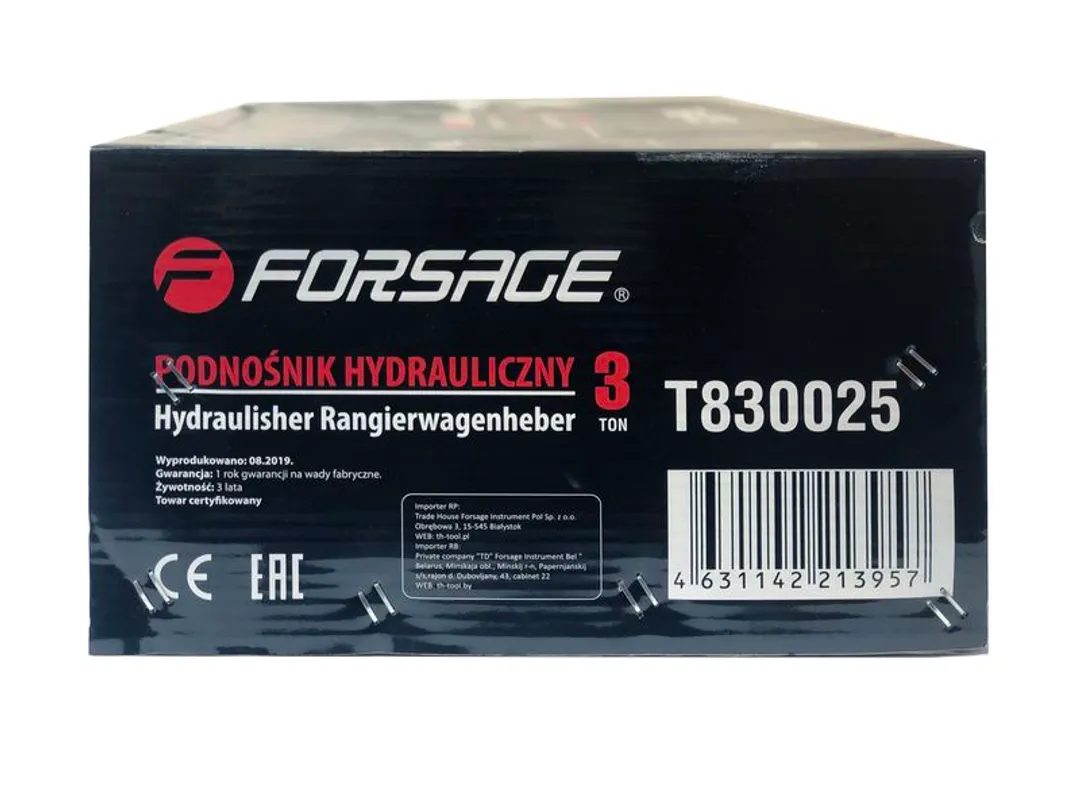 FORSAGE®
PODNOŚNIK HYDRAULICZNY
Hydraulisher Rangierwagenheber
3
TON
T830025
Wyprodukowano: 08.2019.
Gwarancja: 1 rok gwarancji na wady fabryczne.
Żywotność: 3 lata
Towar certyfikowany
CE EAC
Importer RP:
Trade House Forsage Instrument Pol Sp. z o.o.
Obrębowa 3, 15-545 Białystok
WEB: th-tool.pl
Importer RB:
Private company "TD" Forsage Instrument Bel "
Belarus, Minskaja obl., Minskij r-n, Papernjanskij
s/s,rajon d. Dubovljany, 43, cabinet 22
WEB: th-tool.by
4 631142 213957